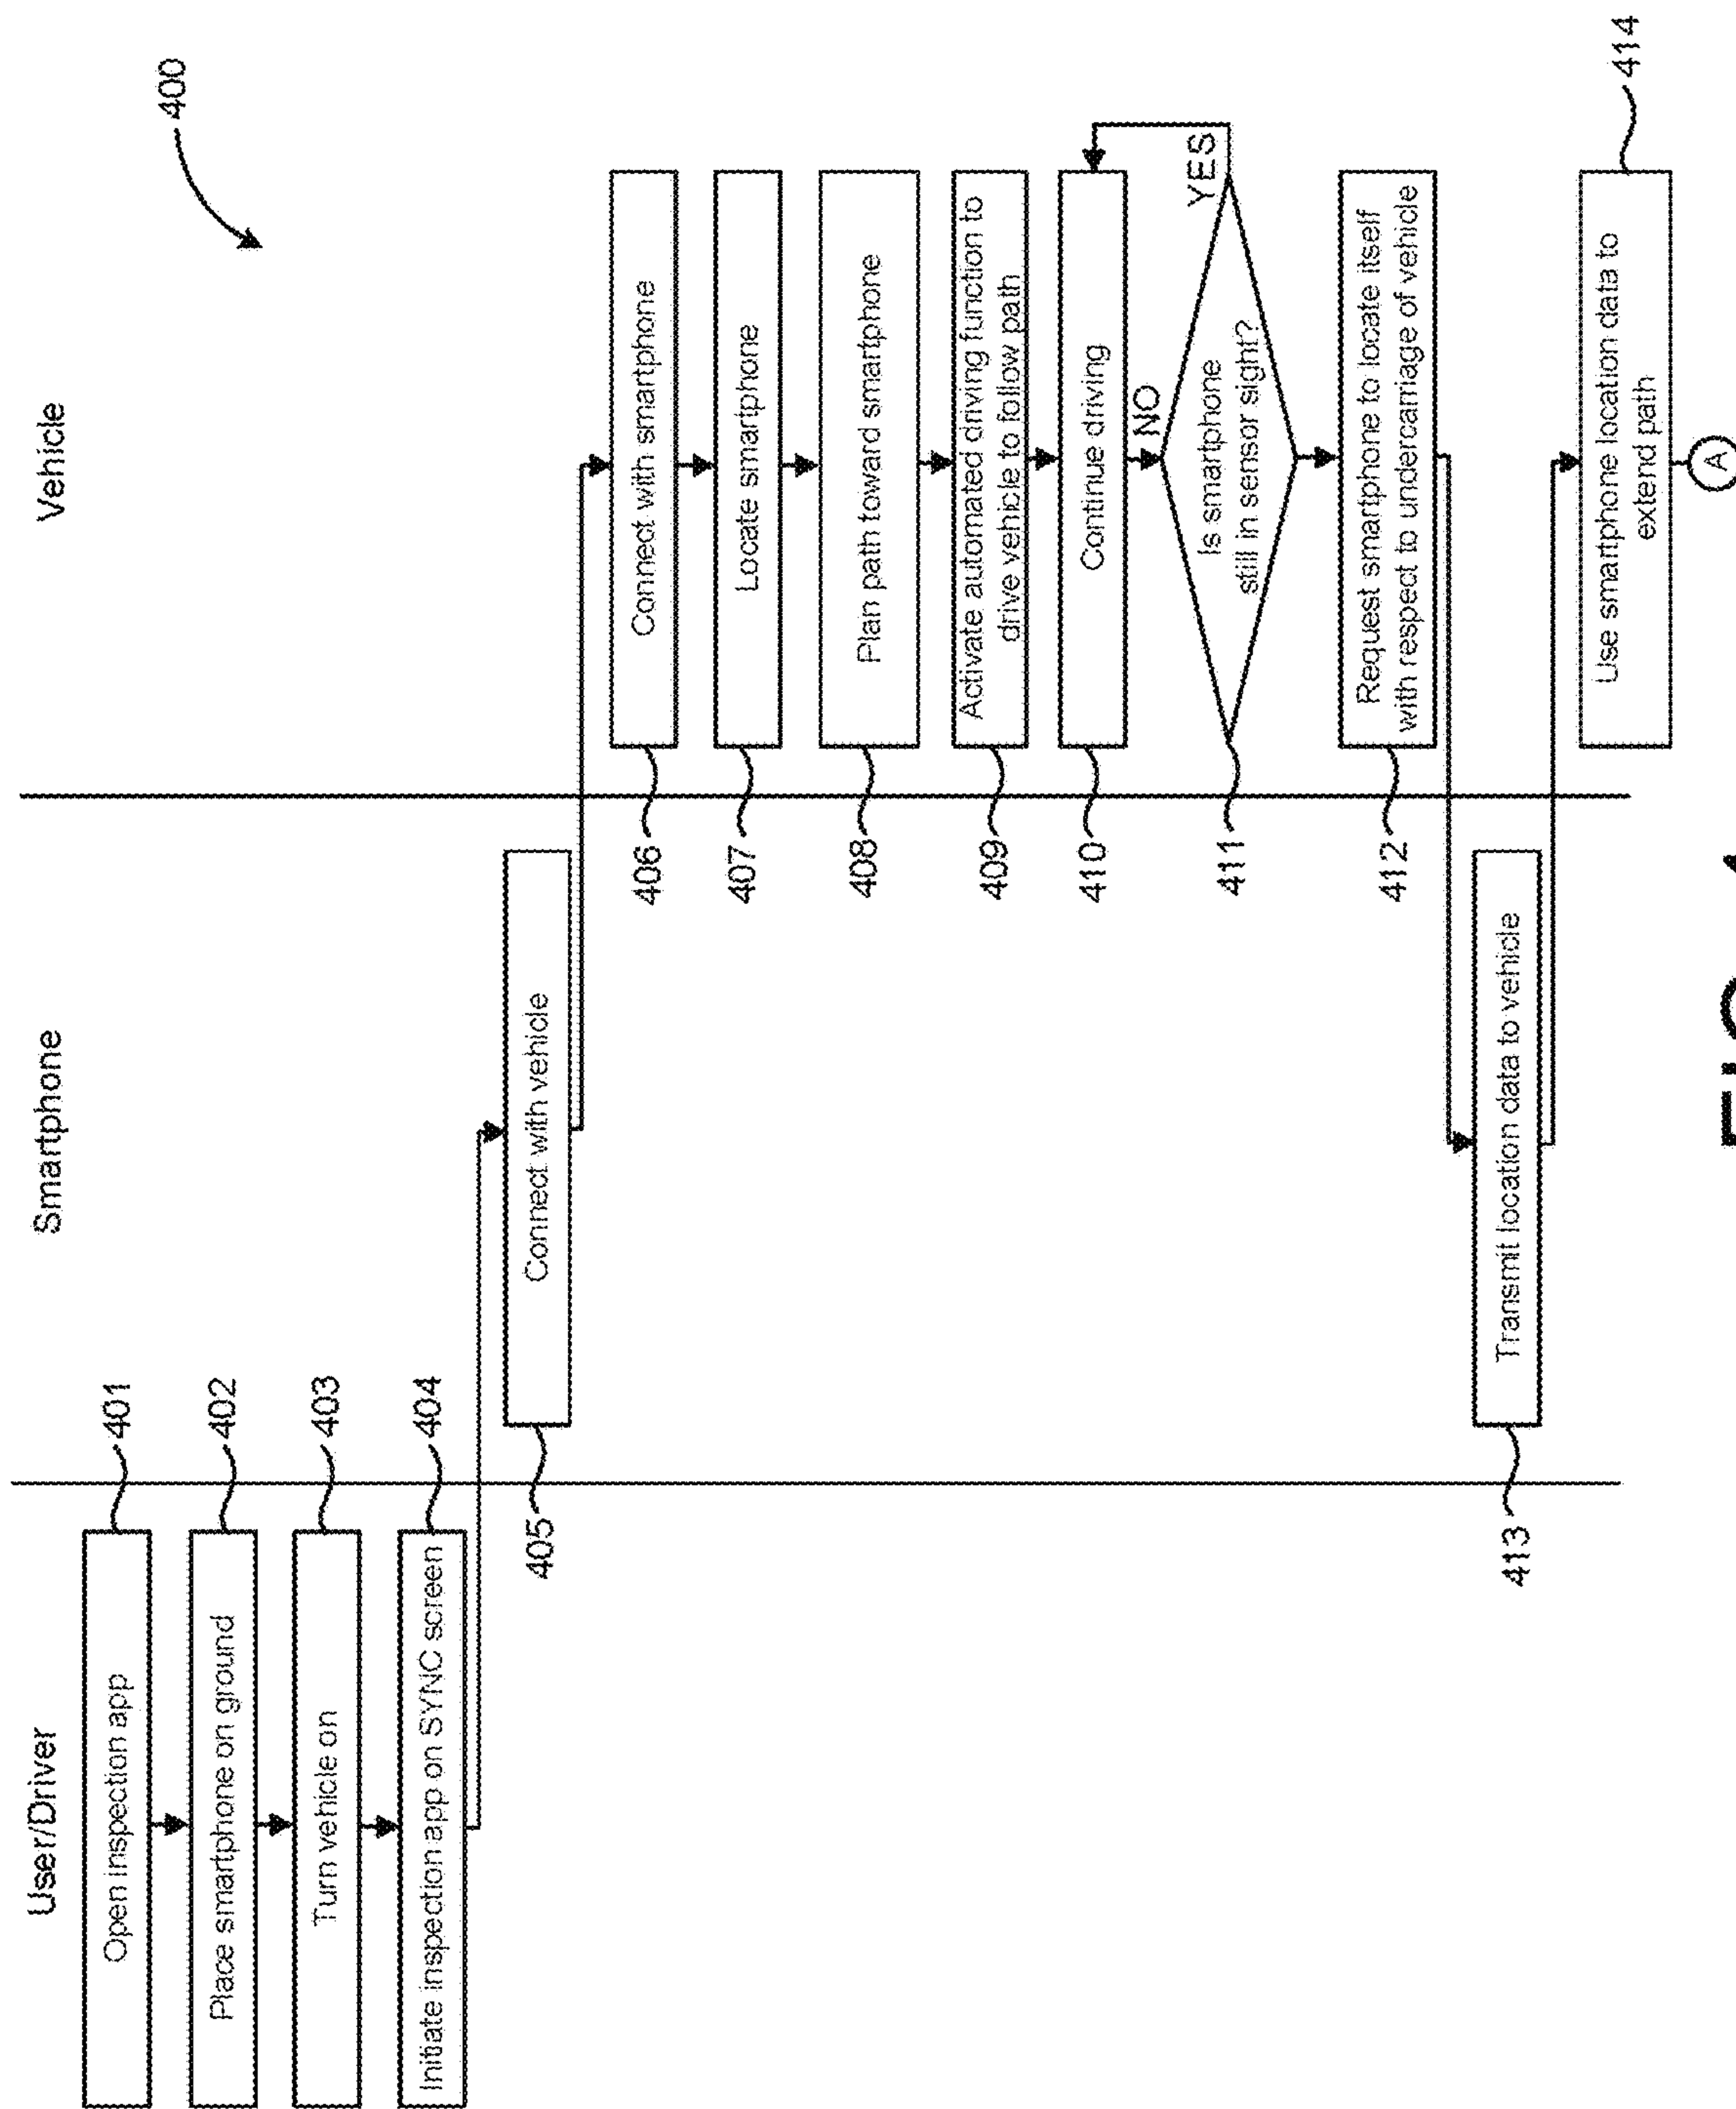 400
User/Driver
Smartphone
Vehicle
Open inspection app
401
Place smartphone on ground
402
Turn vehicle on
403
Initiate inspection app on SYNC screen
404
Connect with vehicle
405
Connect with smartphone
406
Locate smartphone
407
Plan path toward smartphone
408
Activate automated driving function to
drive vehicle to follow path
409
Continue driving
410
NO
Is smartphone
still in sensor sight?
YES
411
Request smartphone to locate itself
with respect to undercarriage of vehicle
412
Transmit location data to vehicle
413
Use smartphone location data to
extend path
414
A